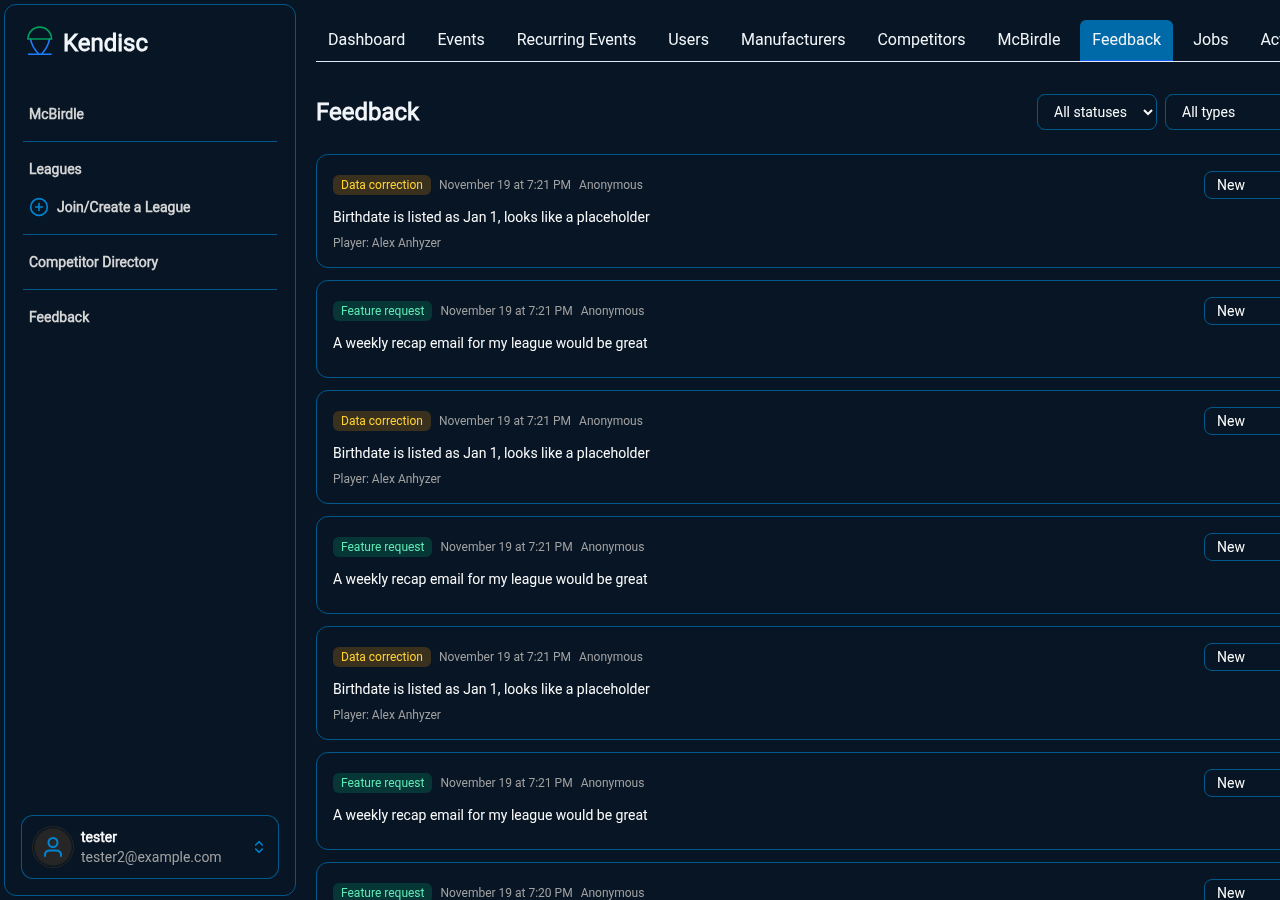 Kendisc
McBirdle
Leagues
Join/Create a League
Competitor Directory
Feedback
tester
tester2@example.com
Dashboard Events Recurring Events Users Manufacturers Competitors McBirdle Feedback Jobs
Feedback All statuses All types
Data correction November 19 at 7:21 PM Anonymous New
Birthdate is listed as Jan 1, looks like a placeholder
Player: Alex Anhyzer
Feature request November 19 at 7:21 PM Anonymous New
A weekly recap email for my league would be great
Data correction November 19 at 7:21 PM Anonymous New
Birthdate is listed as Jan 1, looks like a placeholder
Player: Alex Anhyzer
Feature request November 19 at 7:21 PM Anonymous New
A weekly recap email for my league would be great
Data correction November 19 at 7:21 PM Anonymous New
Birthdate is listed as Jan 1, looks like a placeholder
Player: Alex Anhyzer
Feature request November 19 at 7:21 PM Anonymous New
A weekly recap email for my league would be great
Feature request November 19 at 7:20 PM Anonymous New